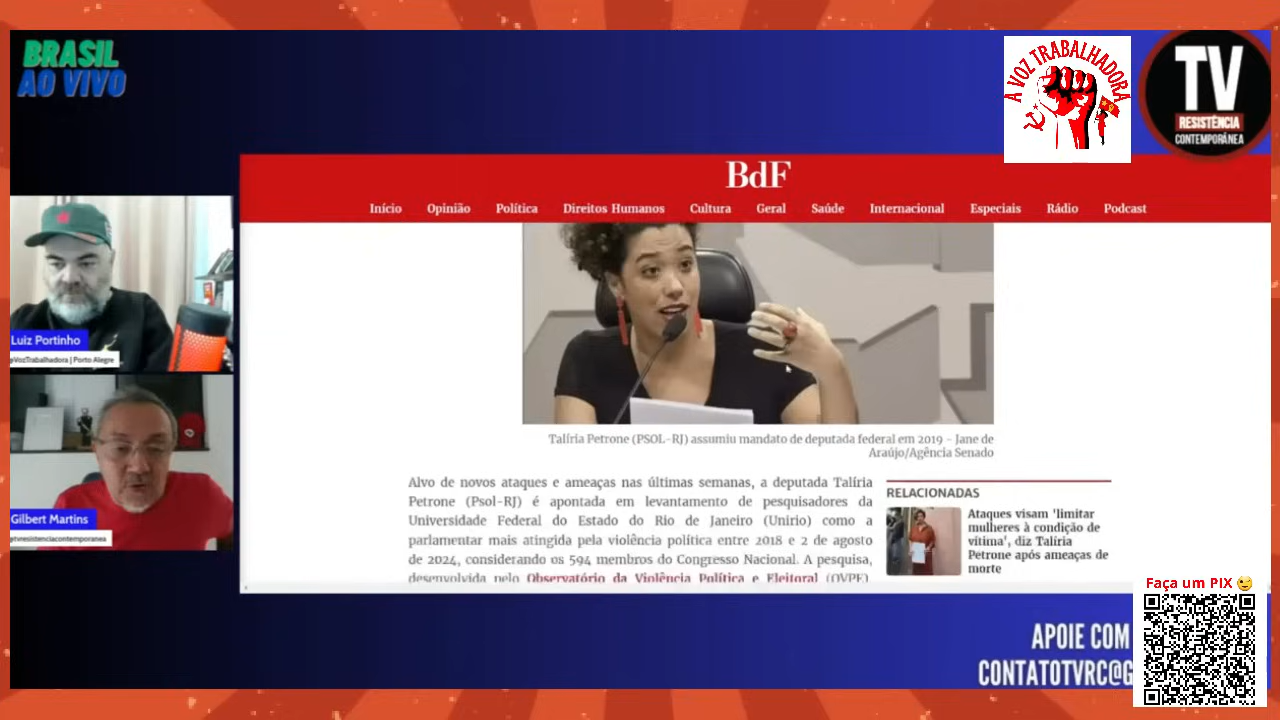 BRASIL
AO VIVO
A VOZ TRABALHADORA
TV
RESISTÊNCIA
CONTEMPORÂNEA
BdF
Início Opinião Política Direitos Humanos Cultura Geral Saúde Internacional Especiais Rádio Podcast
Luiz Portinho
VozTrabalhadora | Porto Alegre
Gilbert Martins
tvresistenciacontemporanea
Talíria Petrone (PSOL-RJ) assumiu mandato de deputada federal em 2019 - Jane de
Araújo/Agência Senado
Alvo de novos ataques e ameaças nas últimas semanas, a deputada Talíria
Petrone (Psol-RJ) é apontada em levantamento de pesquisadores da
Universidade Federal do Estado do Rio de Janeiro (Unirio) como a
parlamentar mais atingida pela violência política entre 2018 e 2 de agosto
de 2024, considerando os 594 membros do Congresso Nacional. A pesquisa,
desenvolvida pelo Observatório da Violência Política e Eleitoral (OVPE)
RELACIONADAS
Ataques visam 'limitar
mulheres à condição de
vítima', diz Talíria
Petrone após ameaças de
morte
Faça um PIX
APOIE COM
CONTATOTVRC@G